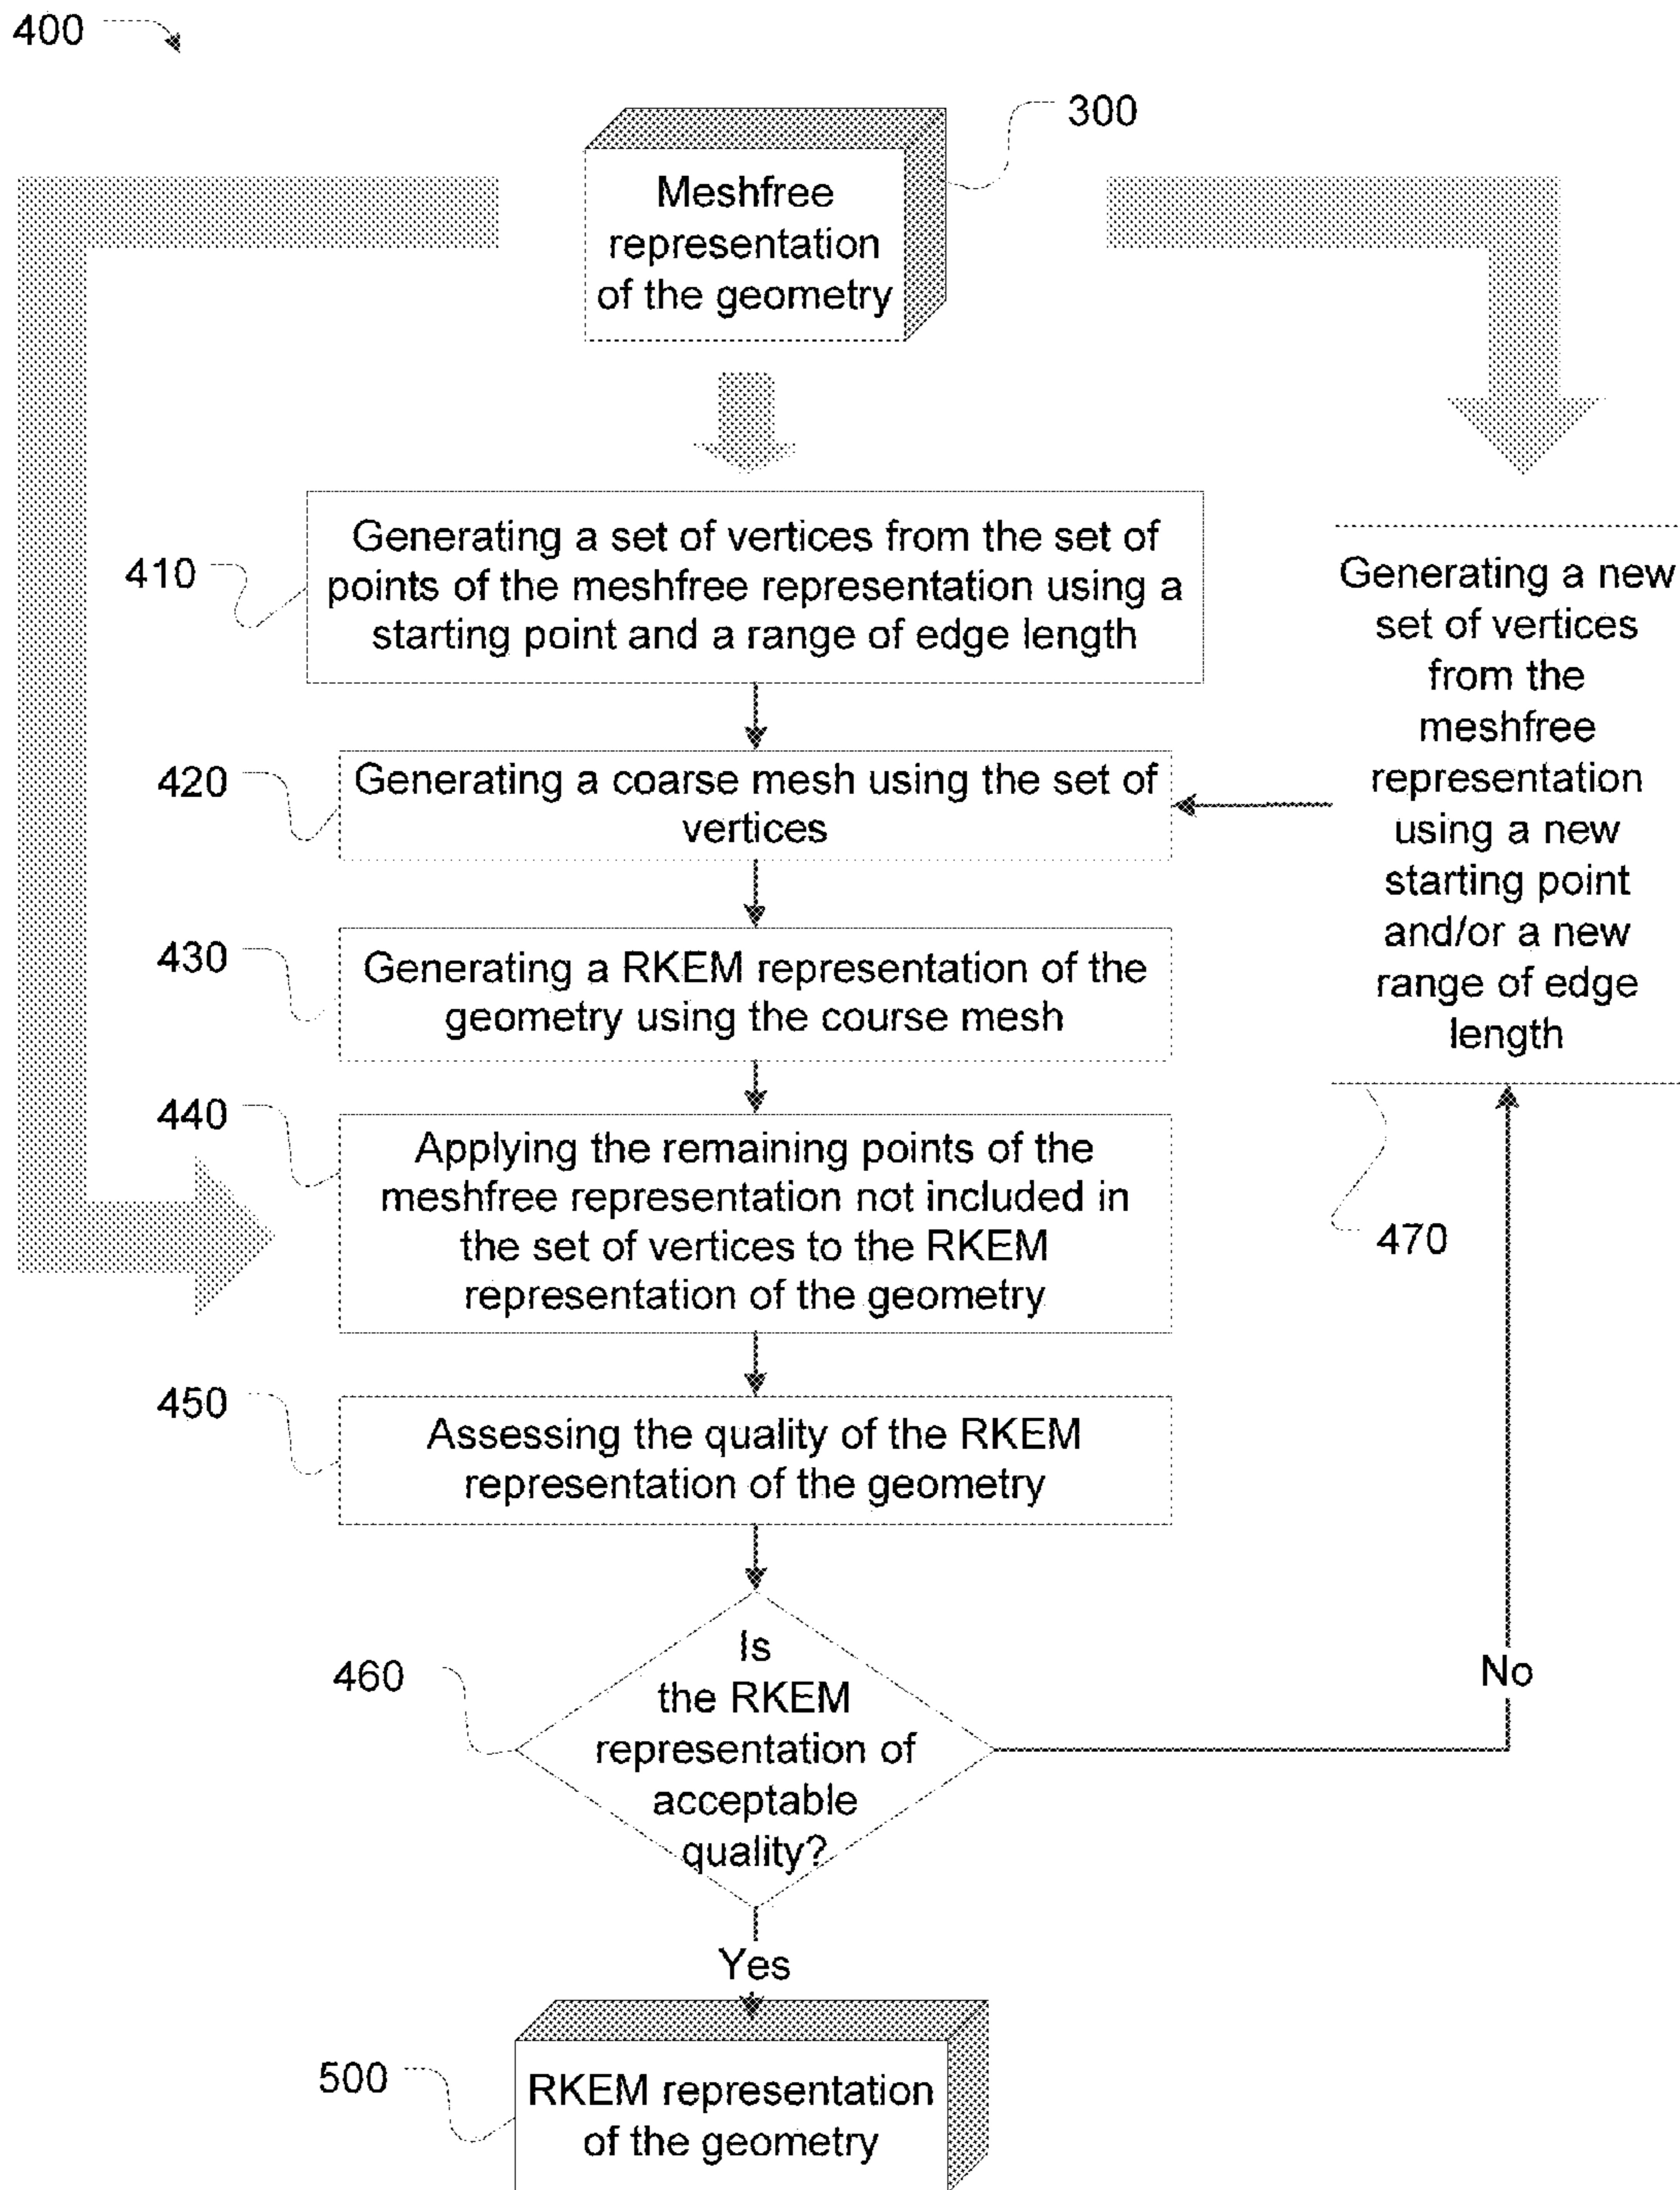 400
300
Meshfree
representation
of the geometry
410
Generating a set of vertices from the set of
points of the meshfree representation using a
starting point and a range of edge length
Generating a new
set of vertices
from the
meshfree
representation
using a new
starting point
and/or a new
range of edge
length
420
Generating a coarse mesh using the set of
vertices
430
Generating a RKEM representation of the
geometry using the course mesh
440
Applying the remaining points of the
meshfree representation not included in
the set of vertices to the RKEM
representation of the geometry
470
450
Assessing the quality of the RKEM
representation of the geometry
460
Is
the RKEM
representation of
acceptable
quality?
No
Yes
500
RKEM representation
of the geometry